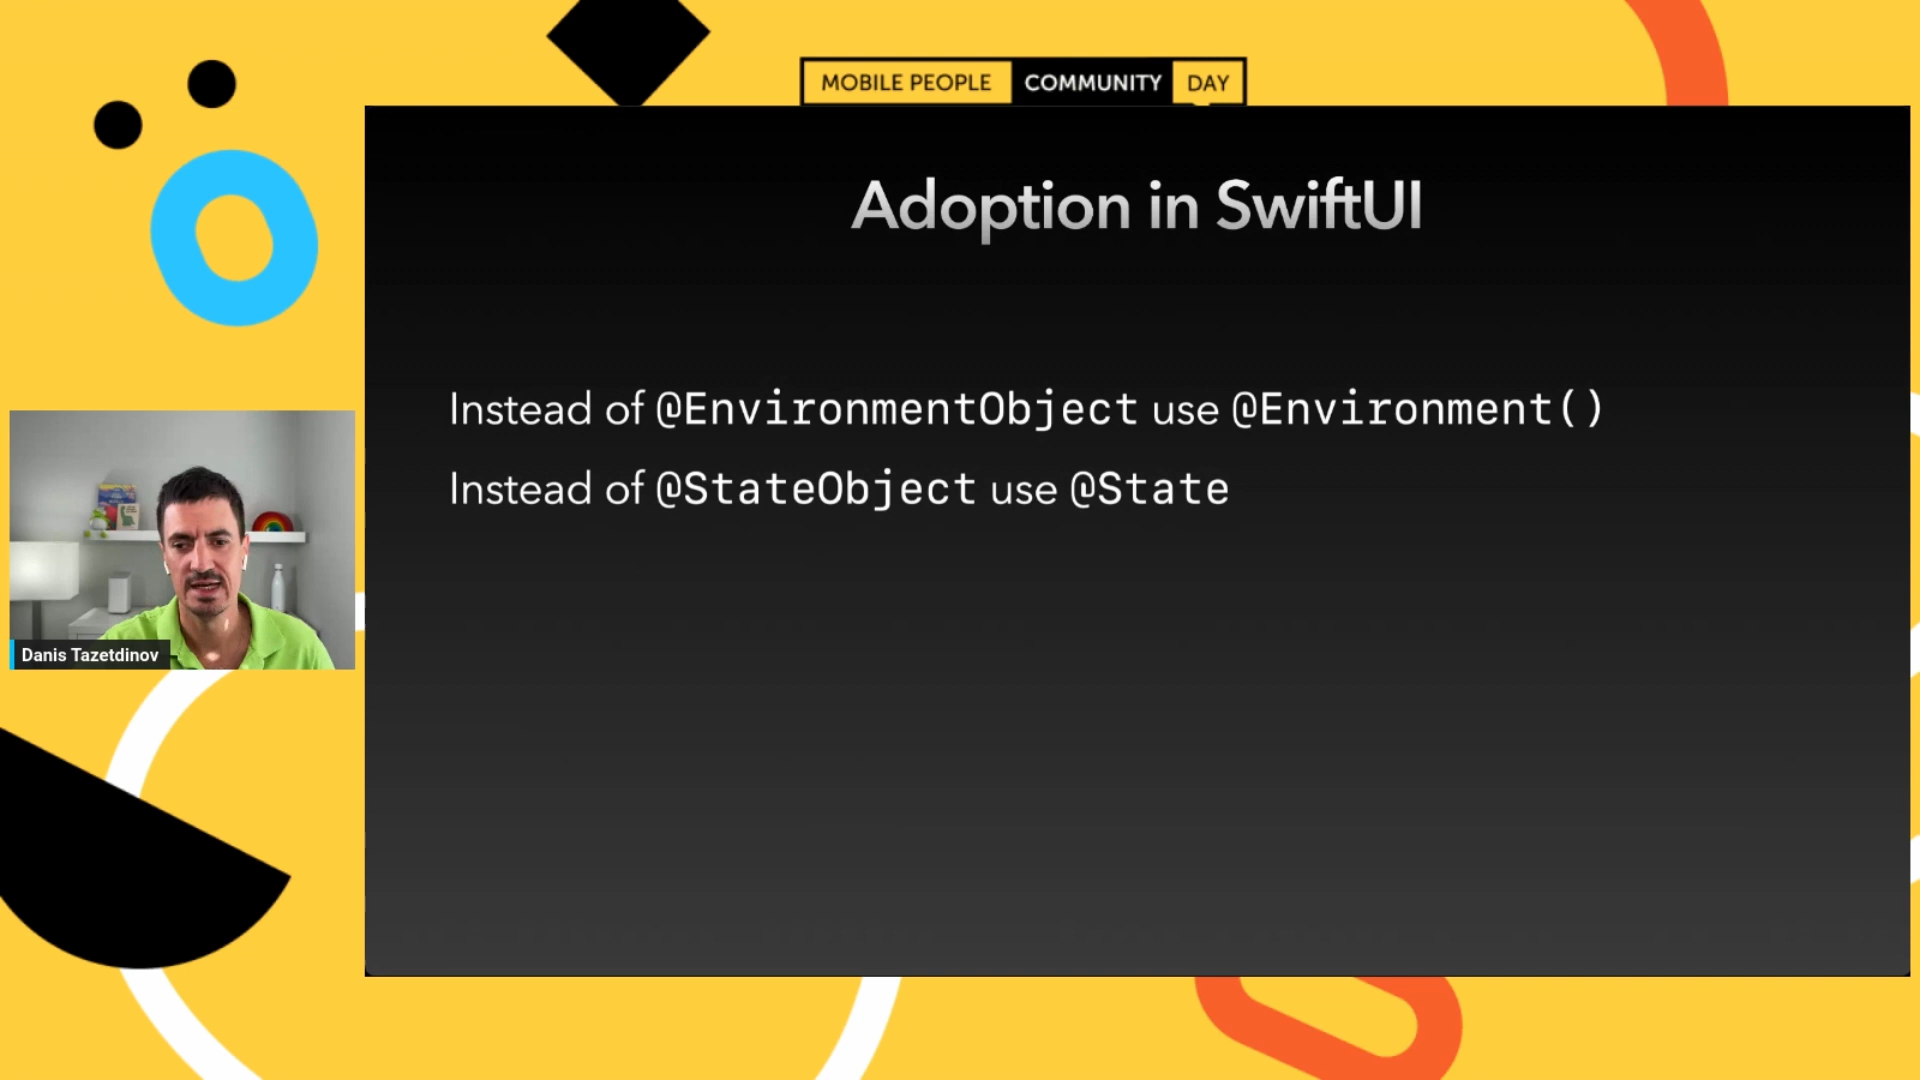 MOBILE PEOPLE COMMUNITY DAY
Adoption in SwiftUI
Instead of @EnvironmentObject use @Environment()
Instead of @StateObject use @State
Danis Tazetdinov